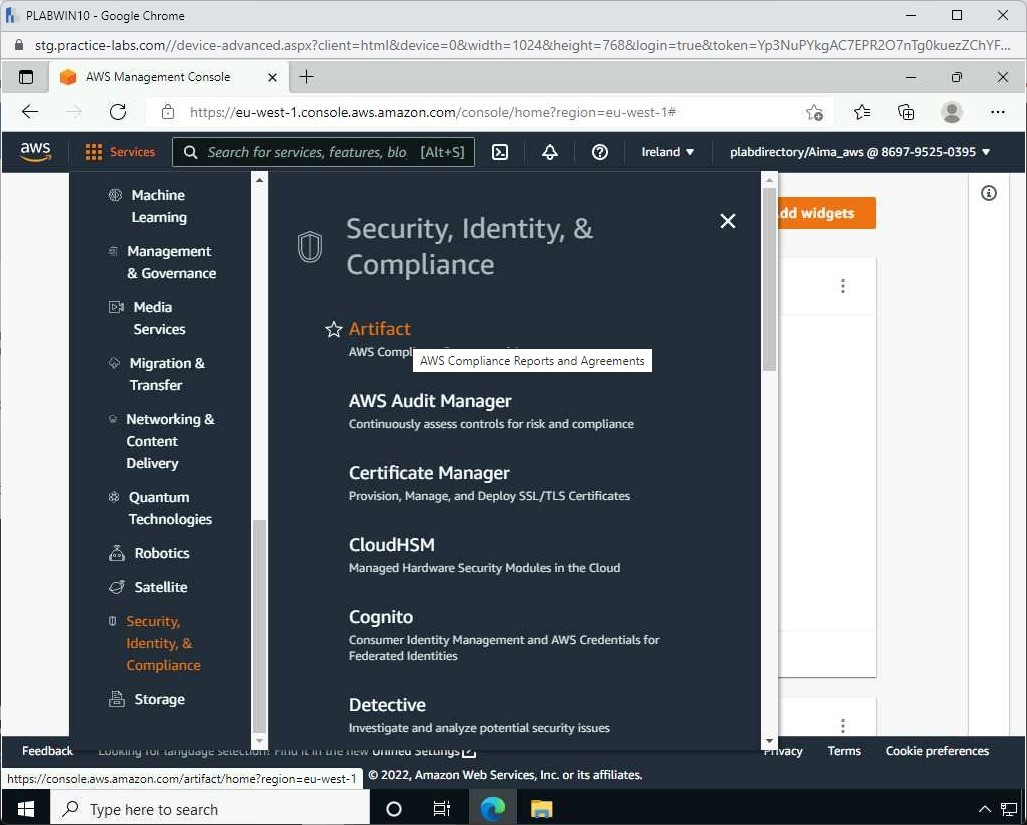 PLABWIN10 - Google Chrome
stg.practice-labs.com//device-advanced.aspx?client=html&device=0&width=1024&height=768&login=true&token=Yp3NuPYkgAC7EPR2O7nTg0kuezZChYF...
AWS Management Console
https://eu-west-1.console.aws.amazon.com/console/home?region=eu-west-1#
aws
Services
Search for services, features, blo [Alt+S]
Ireland
plabdirectory/Aima_aws @ 8697-9525-0395
Machine
Learning
Management
& Governance
Media
Services
Migration &
Transfer
Networking &
Content
Delivery
Quantum
Technologies
Robotics
Satellite
Security,
Identity, &
Compliance
Storage
Security, Identity, &
Compliance
Artifact
AWS
AWS Compliance Reports and Agreements
AWS Audit Manager
Continuously assess controls for risk and compliance
Certificate Manager
Provision, Manage, and Deploy SSL/TLS Certificates
CloudHSM
Managed Hardware Security Modules in the Cloud
Cognito
Consumer Identity Management and AWS Credentials for
Federated Identities
Detective
Investigate and analyze potential security issues
dd widgets
Feedback
Looking for language selection? Find it in the new Unified Settings
Privacy
Terms
Cookie preferences
https://console.aws.amazon.com/artifact/home?region=eu-west-1
© 2022, Amazon Web Services, Inc. or its affiliates.
Type here to search